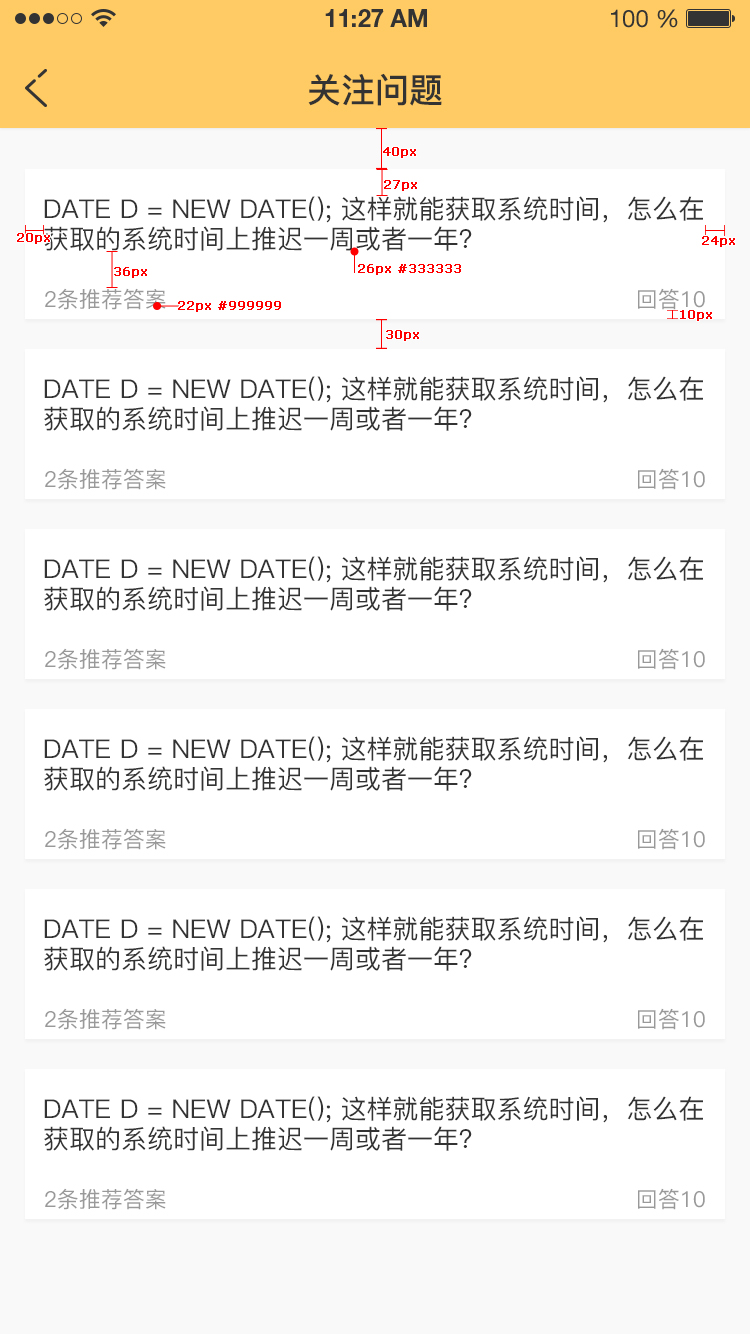 11:27 AM
100 %
关注问题
40px
27px
DATE D = NEW DATE(); 这样就能获取系统时间，怎么在
获取的系统时间上推迟一周或者一年?
20px
24px
36px
26px #333333
2条推荐答案
22px #999999
回答10
10px
30px
DATE D = NEW DATE(); 这样就能获取系统时间，怎么在
获取的系统时间上推迟一周或者一年?
2条推荐答案
回答10
DATE D = NEW DATE(); 这样就能获取系统时间，怎么在
获取的系统时间上推迟一周或者一年?
2条推荐答案
回答10
DATE D = NEW DATE(); 这样就能获取系统时间，怎么在
获取的系统时间上推迟一周或者一年?
2条推荐答案
回答10
DATE D = NEW DATE(); 这样就能获取系统时间，怎么在
获取的系统时间上推迟一周或者一年?
2条推荐答案
回答10
DATE D = NEW DATE(); 这样就能获取系统时间，怎么在
获取的系统时间上推迟一周或者一年?
2条推荐答案
回答10